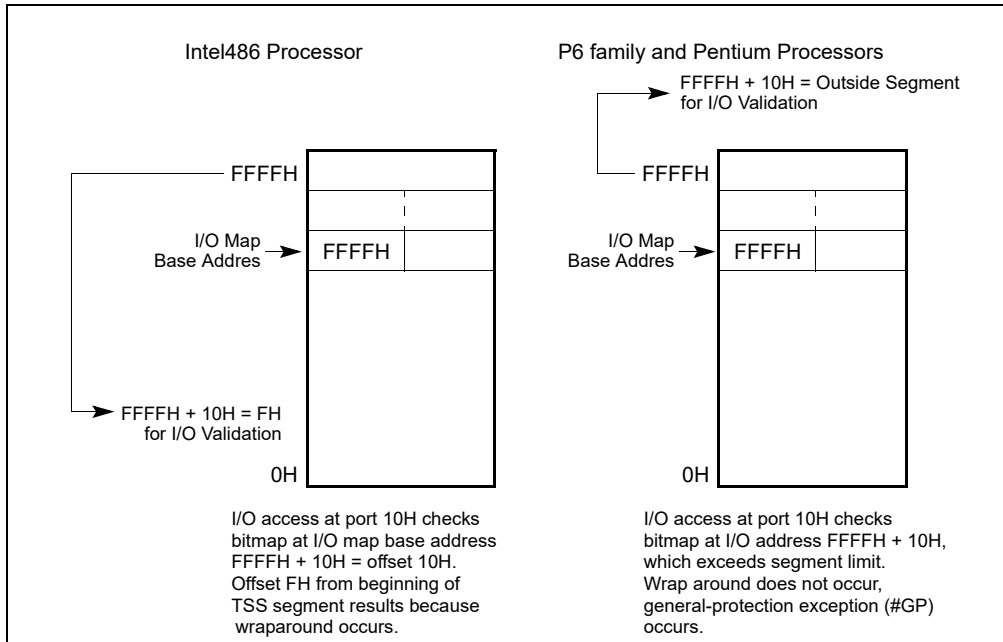 Intel486 Processor
FFFFH
I/O Map
Base Addres
FFFFH
FFFFH + 10H = FH
for I/O Validation
0H
I/O access at port 10H checks
bitmap at I/O map base address
FFFFH + 10H = offset 10H.
Offset FH from beginning of
TSS segment results because
wraparound occurs.
P6 family and Pentium Processors
FFFFH + 10H = Outside Segment
for I/O Validation
FFFFH
I/O Map
Base Addres
FFFFH
0H
I/O access at port 10H checks
bitmap at I/O address FFFFH + 10H,
which exceeds segment limit.
Wrap around does not occur,
general-protection exception (#GP)
occurs.